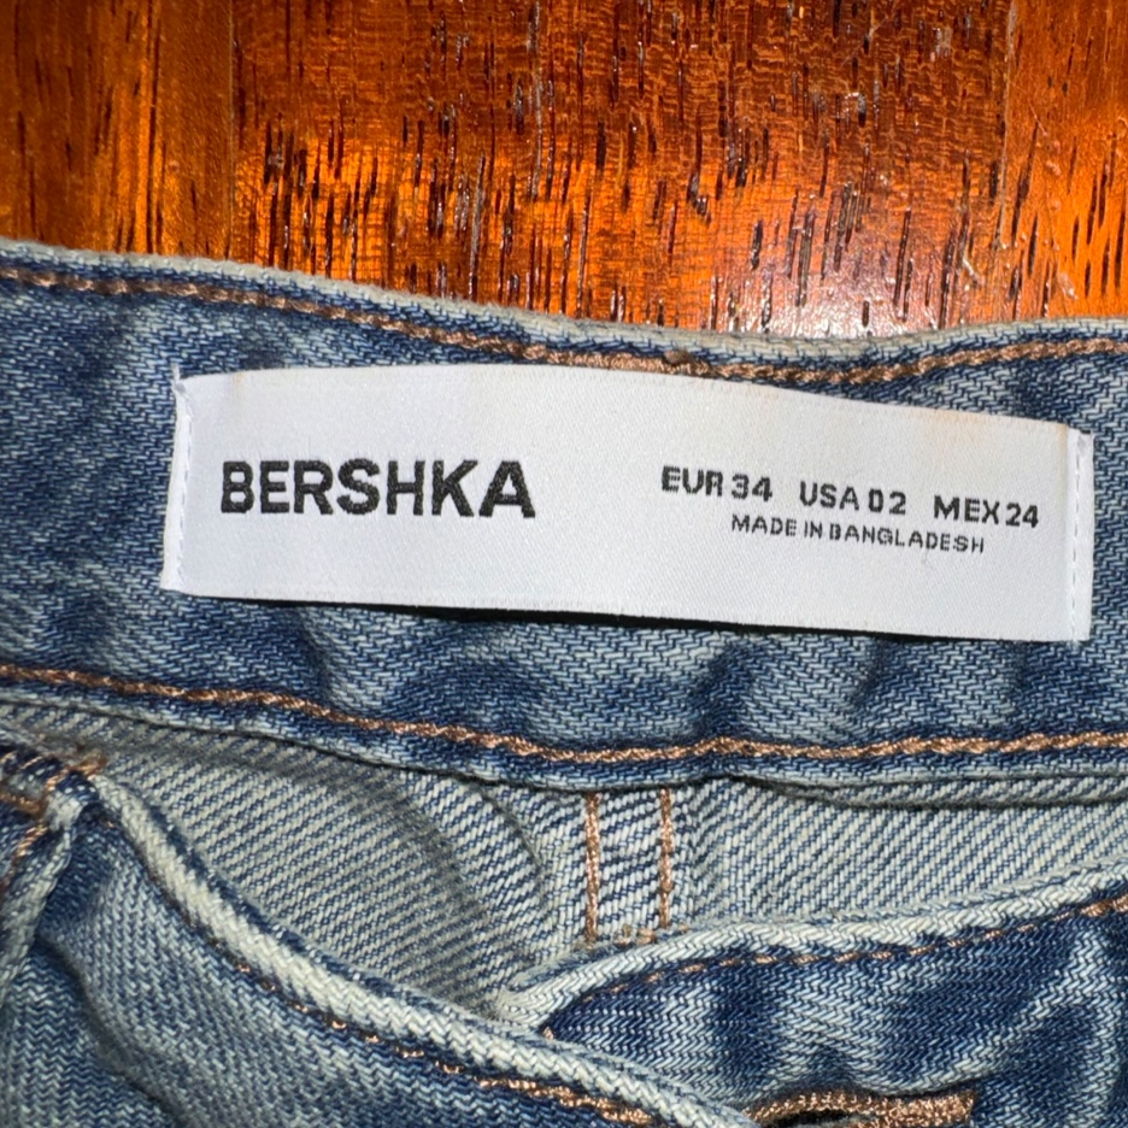 BERSHKA
EUR 34 USA 02 MEX 24
MADE IN BANGLADESH